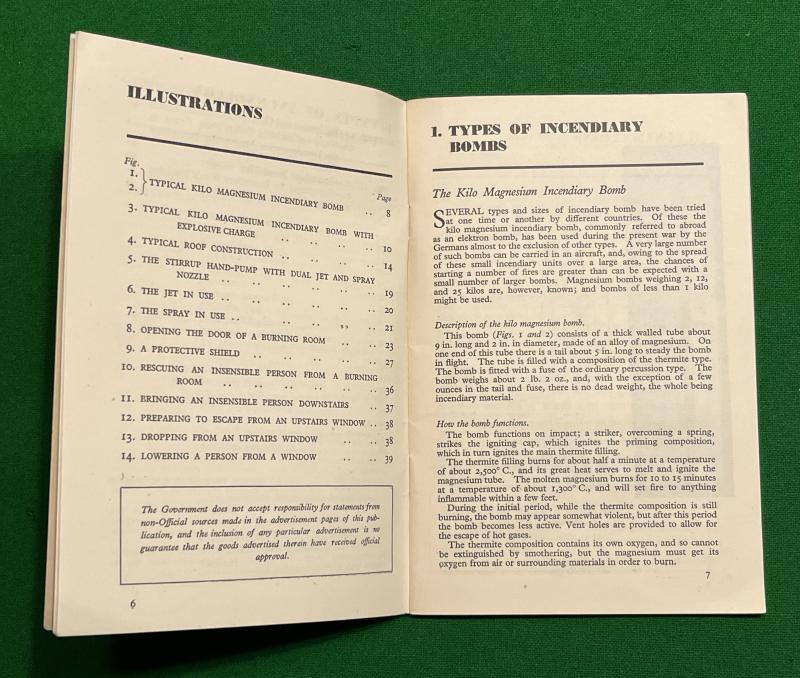 ILLUSTRATIONS
Fig.
Page
1.
2. } TYPICAL KILO MAGNESIUM INCENDIARY BOMB .. 8
3. TYPICAL KILO MAGNESIUM INCENDIARY BOMB WITH
EXPLOSIVE CHARGE .. .. .. .. 10
4. TYPICAL ROOF CONSTRUCTION .. .. .. .. 14
5. THE STIRRUP HAND-PUMP WITH DUAL JET AND SPRAY
NOZZLE .. .. .. .. .. .. 19
6. THE JET IN USE .. .. .. .. .. 20
7. THE SPRAY IN USE .. .. .. .. .. 21
8. OPENING THE DOOR OF A BURNING ROOM .. .. 23
9. A PROTECTIVE SHIELD .. .. .. .. .. 27
10. RESCUING AN INSENSIBLE PERSON FROM A BURNING
ROOM .. .. .. .. .. .. 36
11. BRINGING AN INSENSIBLE PERSON DOWNSTAIRS .. 37
12. PREPARING TO ESCAPE FROM AN UPSTAIRS WINDOW .. 38
13. DROPPING FROM AN UPSTAIRS WINDOW .. .. 38
14. LOWERING A PERSON FROM A WINDOW .. .. 39
The Government does not accept responsibility for statements from
non-Official sources made in the advertisement pages of this pub-
lication, and the inclusion of any particular advertisement is no
guarantee that the goods advertised therein have received official
approval.
6
1. TYPES OF INCENDIARY
BOMBS
The Kilo Magnesium Incendiary Bomb
SEVERAL types and sizes of incendiary bomb have been tried
at one time or another by different countries. Of these the
kilo magnesium incendiary bomb, commonly referred to abroad
as an elektron bomb, has been used during the present war by the
Germans almost to the exclusion of other types. A very large number
of such bombs can be carried in an aircraft, and, owing to the spread
of these small incendiary units over a large area, the chances of
starting a number of fires are greater than can be expected with a
small number of larger bombs. Magnesium bombs weighing 2, 12,
and 25 kilos are, however, known; and bombs of less than 1 kilo
might be used.
Description of the kilo magnesium bomb.
This bomb (Figs. 1 and 2) consists of a thick walled tube about
9 in. long and 2 in. in diameter, made of an alloy of magnesium. On
one end of this tube there is a tail about 5 in. long to steady the bomb
in flight. The tube is filled with a composition of the thermite type.
The bomb is fitted with a fuse of the ordinary percussion type. The
bomb weighs about 2 lb. 2 oz., and, with the exception of a few
ounces in the tail and fuse, there is no dead weight, the whole being
incendiary material.
How the bomb functions.
The bomb functions on impact; a striker, overcoming a spring,
strikes the igniting cap, which ignites the priming composition,
which in turn ignites the main thermite filling.
The thermite filling burns for about half a minute at a temperature
of about 2,500° C., and its great heat serves to melt and ignite the
magnesium tube. The molten magnesium burns for 10 to 15 minutes
at a temperature of about 1,300° C., and will set fire to anything
inflammable within a few feet.
During the initial period, while the thermite composition is still
burning, the bomb may appear somewhat violent, but after this period
the bomb becomes less active. Vent holes are provided to allow for
the escape of hot gases.
The thermite composition contains its own oxygen, and so cannot
be extinguished by smothering, but the magnesium must get its
oxygen from air or surrounding materials in order to burn.
7